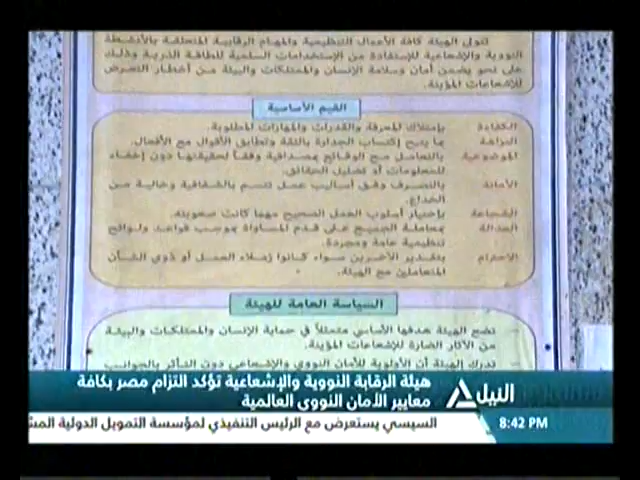 تتولى الهيئة كافة الأعمال التنظيمية والمهام الرقابية المتعلقة بالأنشطة
النووية والإشعاعية للإستفادة من الإستخدامات السلمية للطاقة الذرية وذلك
على نحو يضمن أمان وسلامة الإنسان والممتلكات والبيئة من أخطار التعرض
للإشعاعات المؤينة.
القيم الأساسية
الكفاءة بإمتلاك المعرفة والقدرات والمهارات المطلوبة.
النزاهة بما يتيح إكتساب الجدارة بالثقة وتطابق الأقوال مع الأفعال.
الموضوعية بالتعامل مع الوقائع بمصداقية وفقاً لحقيقتها دون إخفاء
للمعلومات أو تضليل الحقائق.
الأمانة بالتصرف وفق أساليب عمل تتسم بالشفافية وخالية من
الخداع.
الشجاعة بإختيار أسلوب العمل الصحيح مهما كانت صعوبته.
العدالة بمعاملة الجميع على قدم المساواة بموجب قواعد ولوائح
تنظيمية عامة ومجردة.
الاحترام بتقدير الآخرين سواء كانوا زملاء العمل أو ذوي الشأن
المتعاملين مع الهيئة.
السياسة العامة للهيئة
– تضع الهيئة هدفها الأساسي متمثلاً في حماية الإنسان والممتلكات والبيئة
من الآثار الضارة للإشعاعات المؤينة.
– تدرك الهيئة أن الأولوية للأمان النووي والإشعاعي دون التأثر بالجوانب
هيئة الرقابة النووية والإشعاعية تؤكد التزام مصر بكافة
معايير الأمان النووي العالمية
النيل
السيسي يستعرض مع الرئيس التنفيذي لمؤسسة التمويل الدولية
8:42 PM